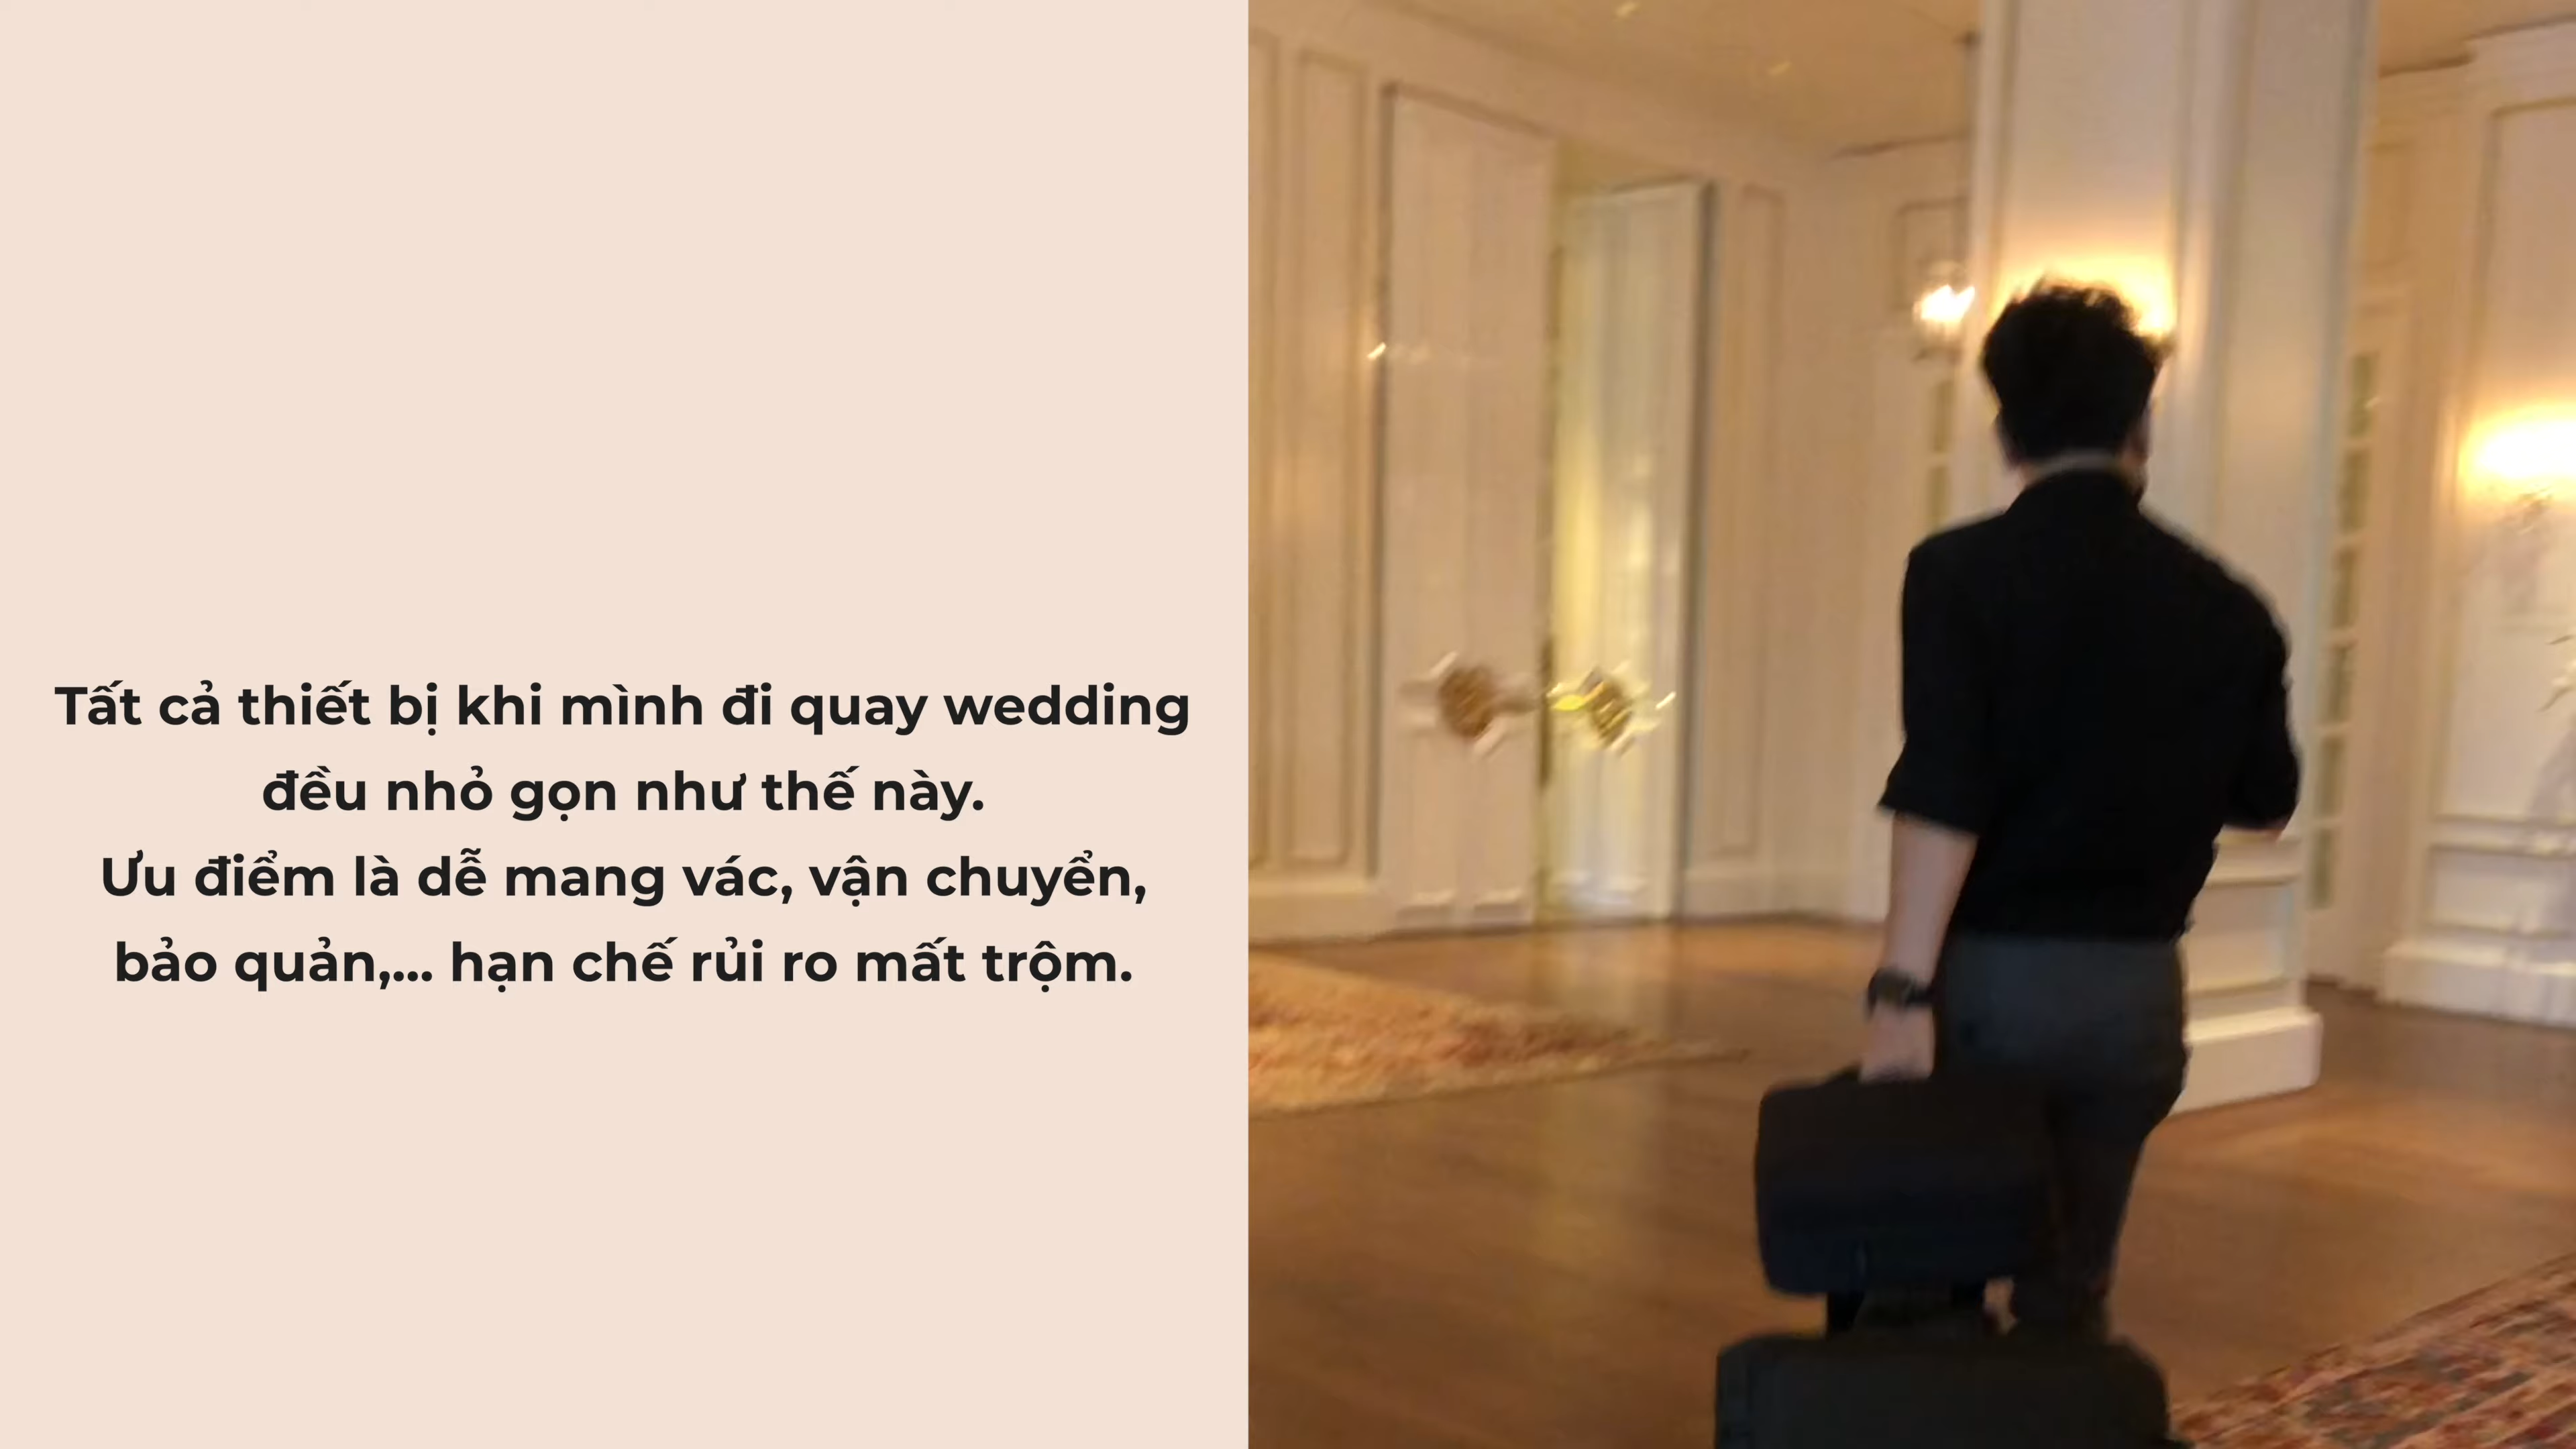 Tất cả thiết bị khi mình đi quay wedding
đều nhỏ gọn như thế này.
Ưu điểm là dễ mang vác, vận chuyển,
bảo quản,... hạn chế rủi ro mất trộm.